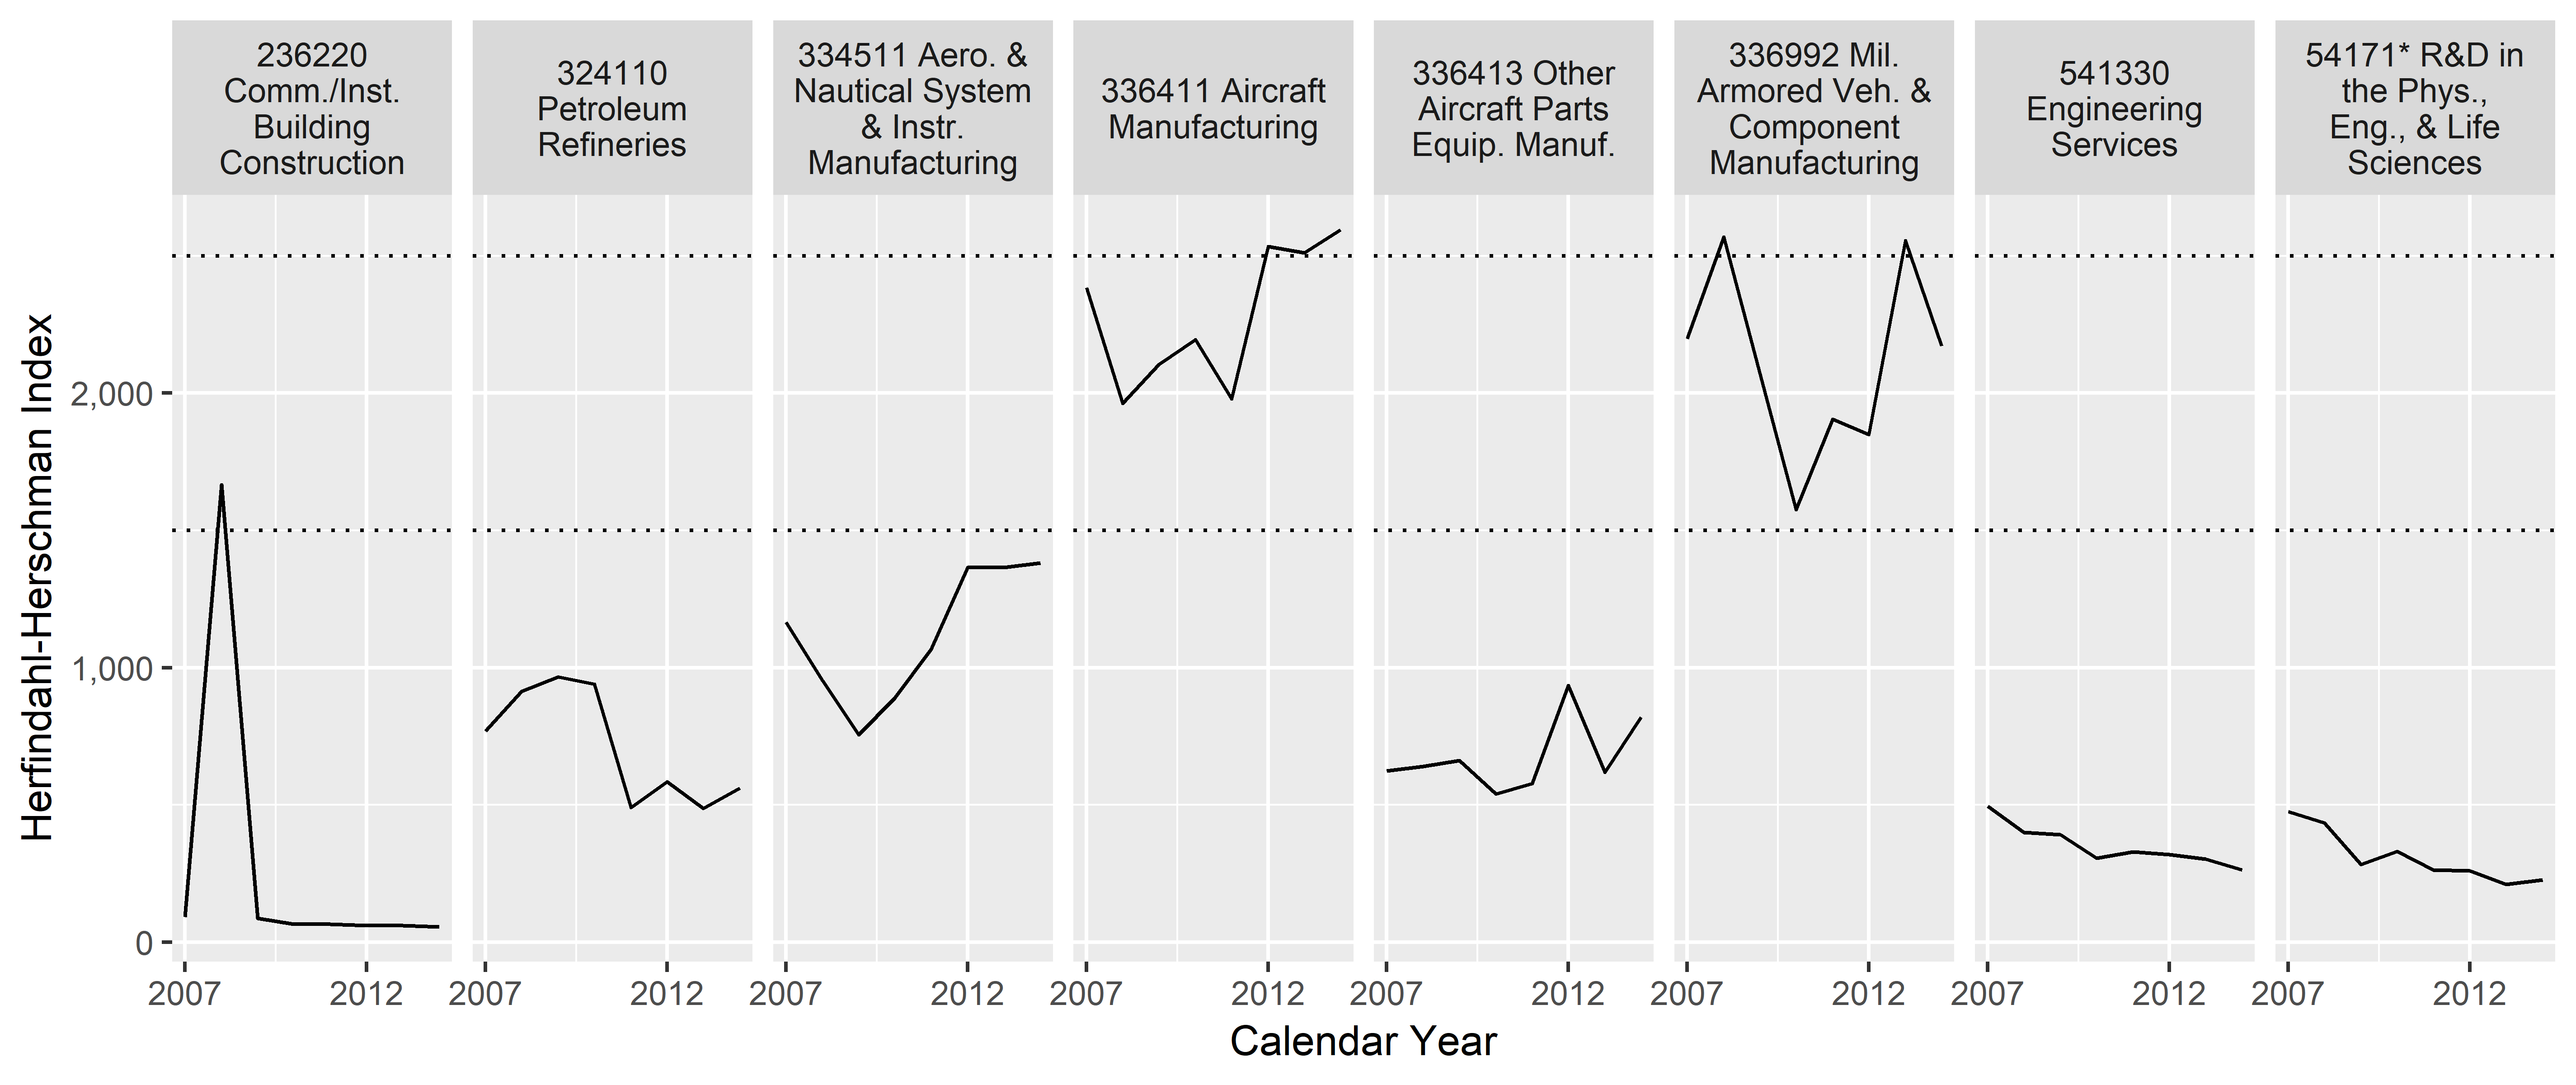 236220
Comm./Inst.
Building
Construction
324110
Petroleum
Refineries
334511 Aero. &
Nautical System
& Instr.
Manufacturing
336411 Aircraft
Manufacturing
336413 Other
Aircraft Parts
Equip. Manuf.
336992 Mil.
Armored Veh. &
Component
Manufacturing
541330
Engineering
Services
54171* R&D in
the Phys.,
Eng., & Life
Sciences
Herfindahl-Herschman Index
2,000
1,000
0
2007 2012 2007 2012 2007 2012 2007 2012 2007 2012 2007 2012 2007 2012 2007 2012
Calendar Year